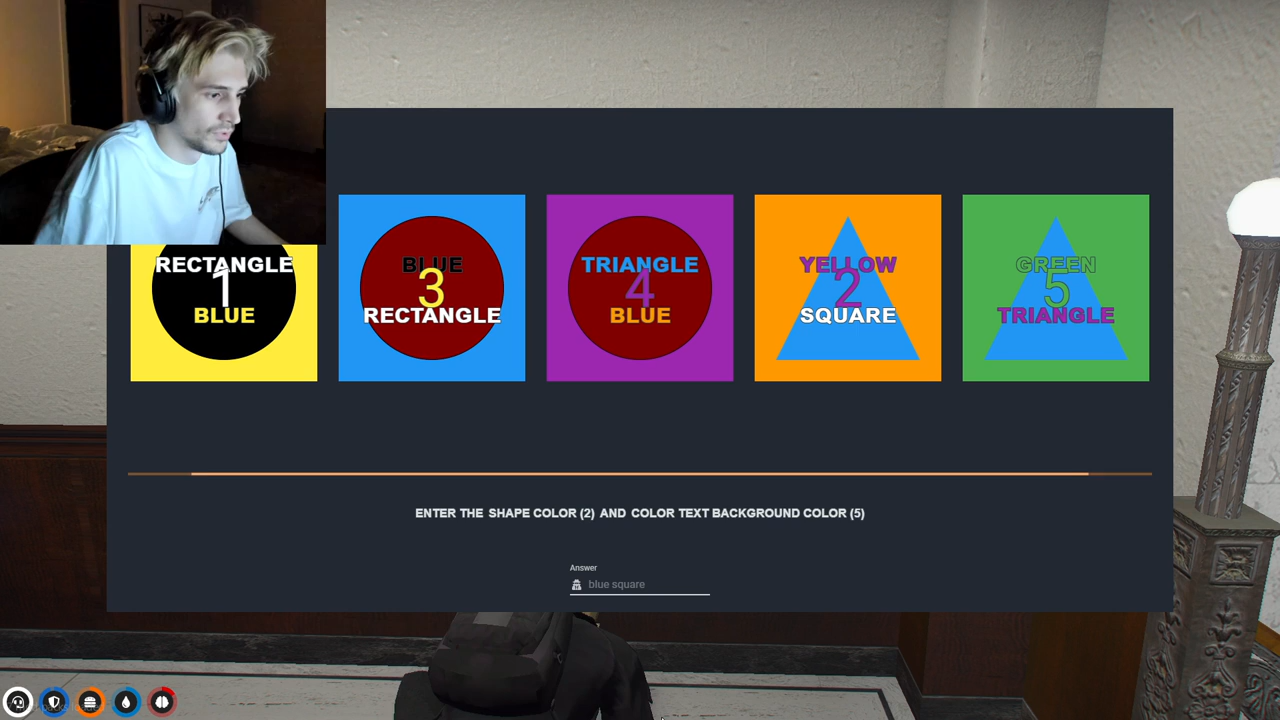 RECTANGLE
1
BLUE
BLUE
3
RECTANGLE
TRIANGLE
4
BLUE
YELLOW
2
SQUARE
GREEN
5
TRIANGLE
ENTER THE SHAPE COLOR (2) AND COLOR TEXT BACKGROUND COLOR (5)
Answer
blue square